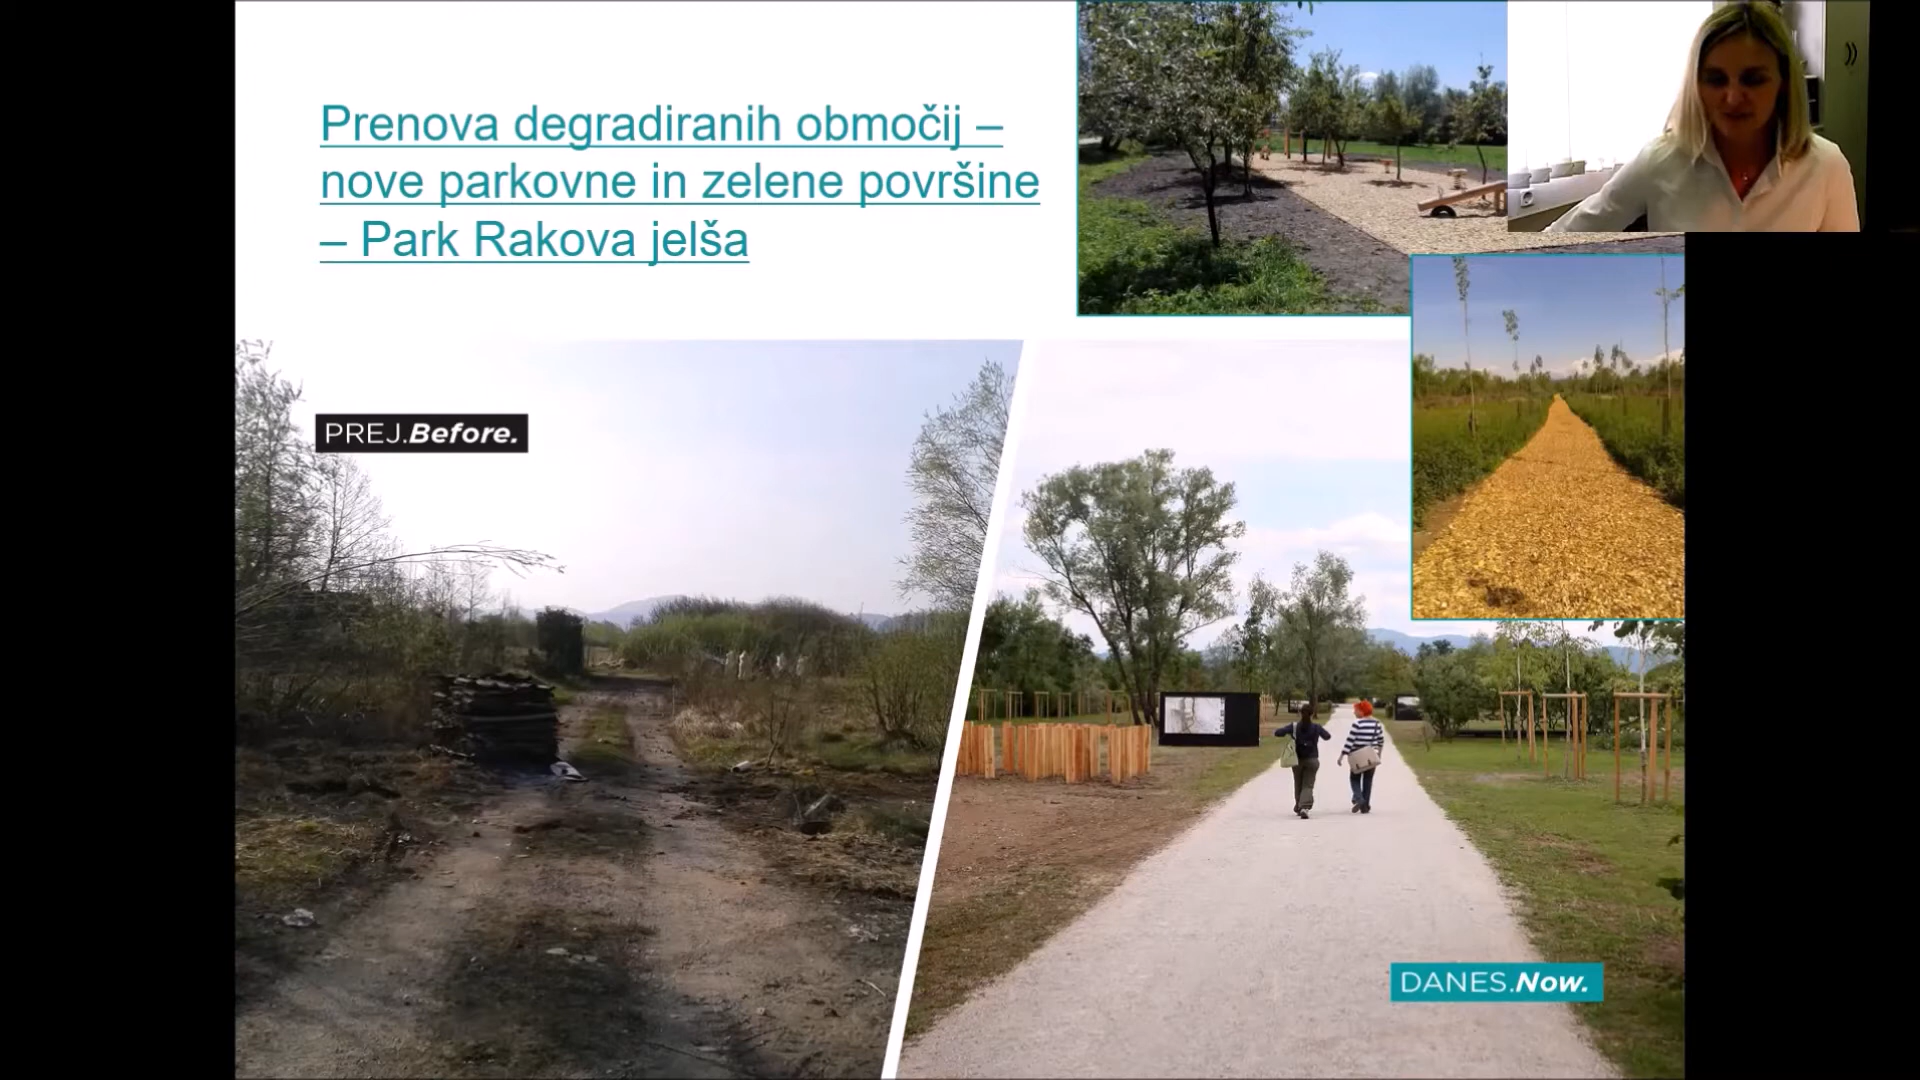 Prenova degradiranih območij –
nove parkovne in zelene površine
– Park Rakova jelša
PREJ.Before.
DANES.Now.